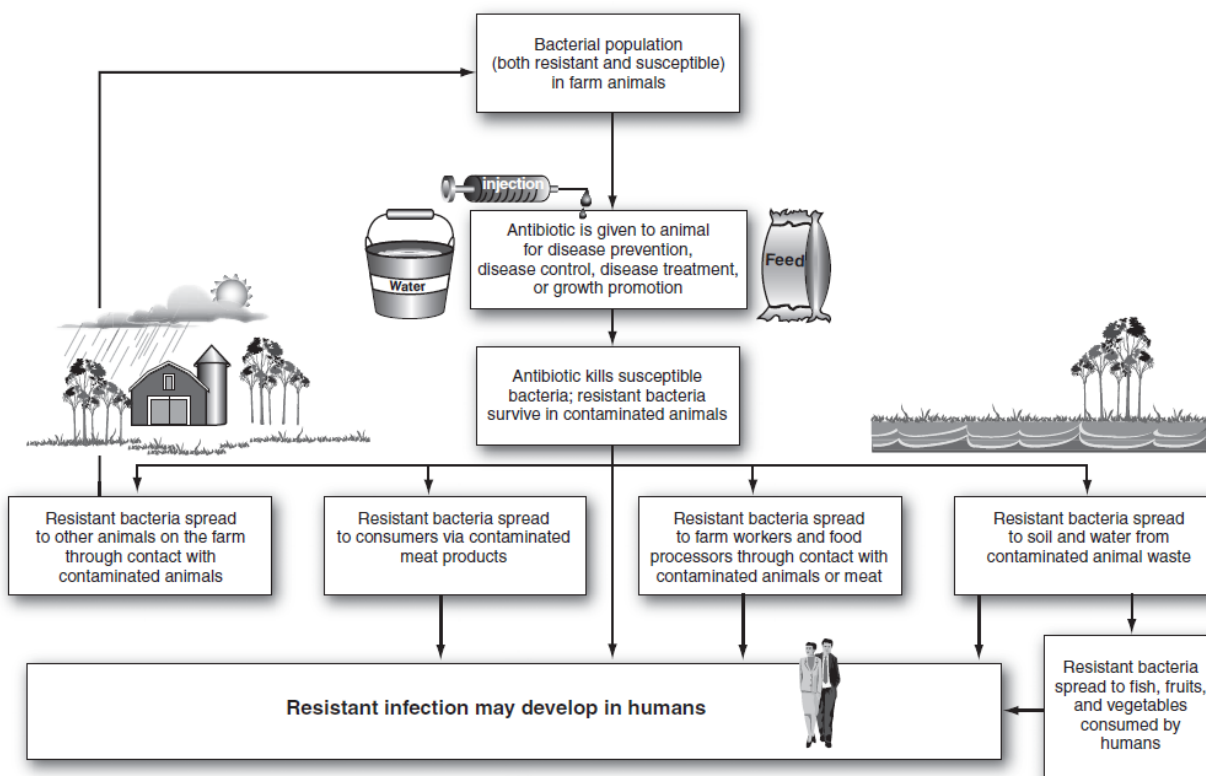 Bacterial population
(both resistant and susceptible)
in farm animals
injection
Antibiotic is given to animal
for disease prevention,
disease control, disease treatment,
or growth promotion
Water
Feed
Antibiotic kills susceptible
bacteria; resistant bacteria
survive in contaminated animals
Resistant bacteria spread
to other animals on the farm
through contact with
contaminated animals
Resistant bacteria spread
to consumers via contaminated
meat products
Resistant bacteria spread
to farm workers and food
processors through contact with
contaminated animals or meat
Resistant bacteria spread
to soil and water from
contaminated animal waste
Resistant infection may develop in humans
Resistant bacteria
spread to fish, fruits,
and vegetables
consumed by
humans